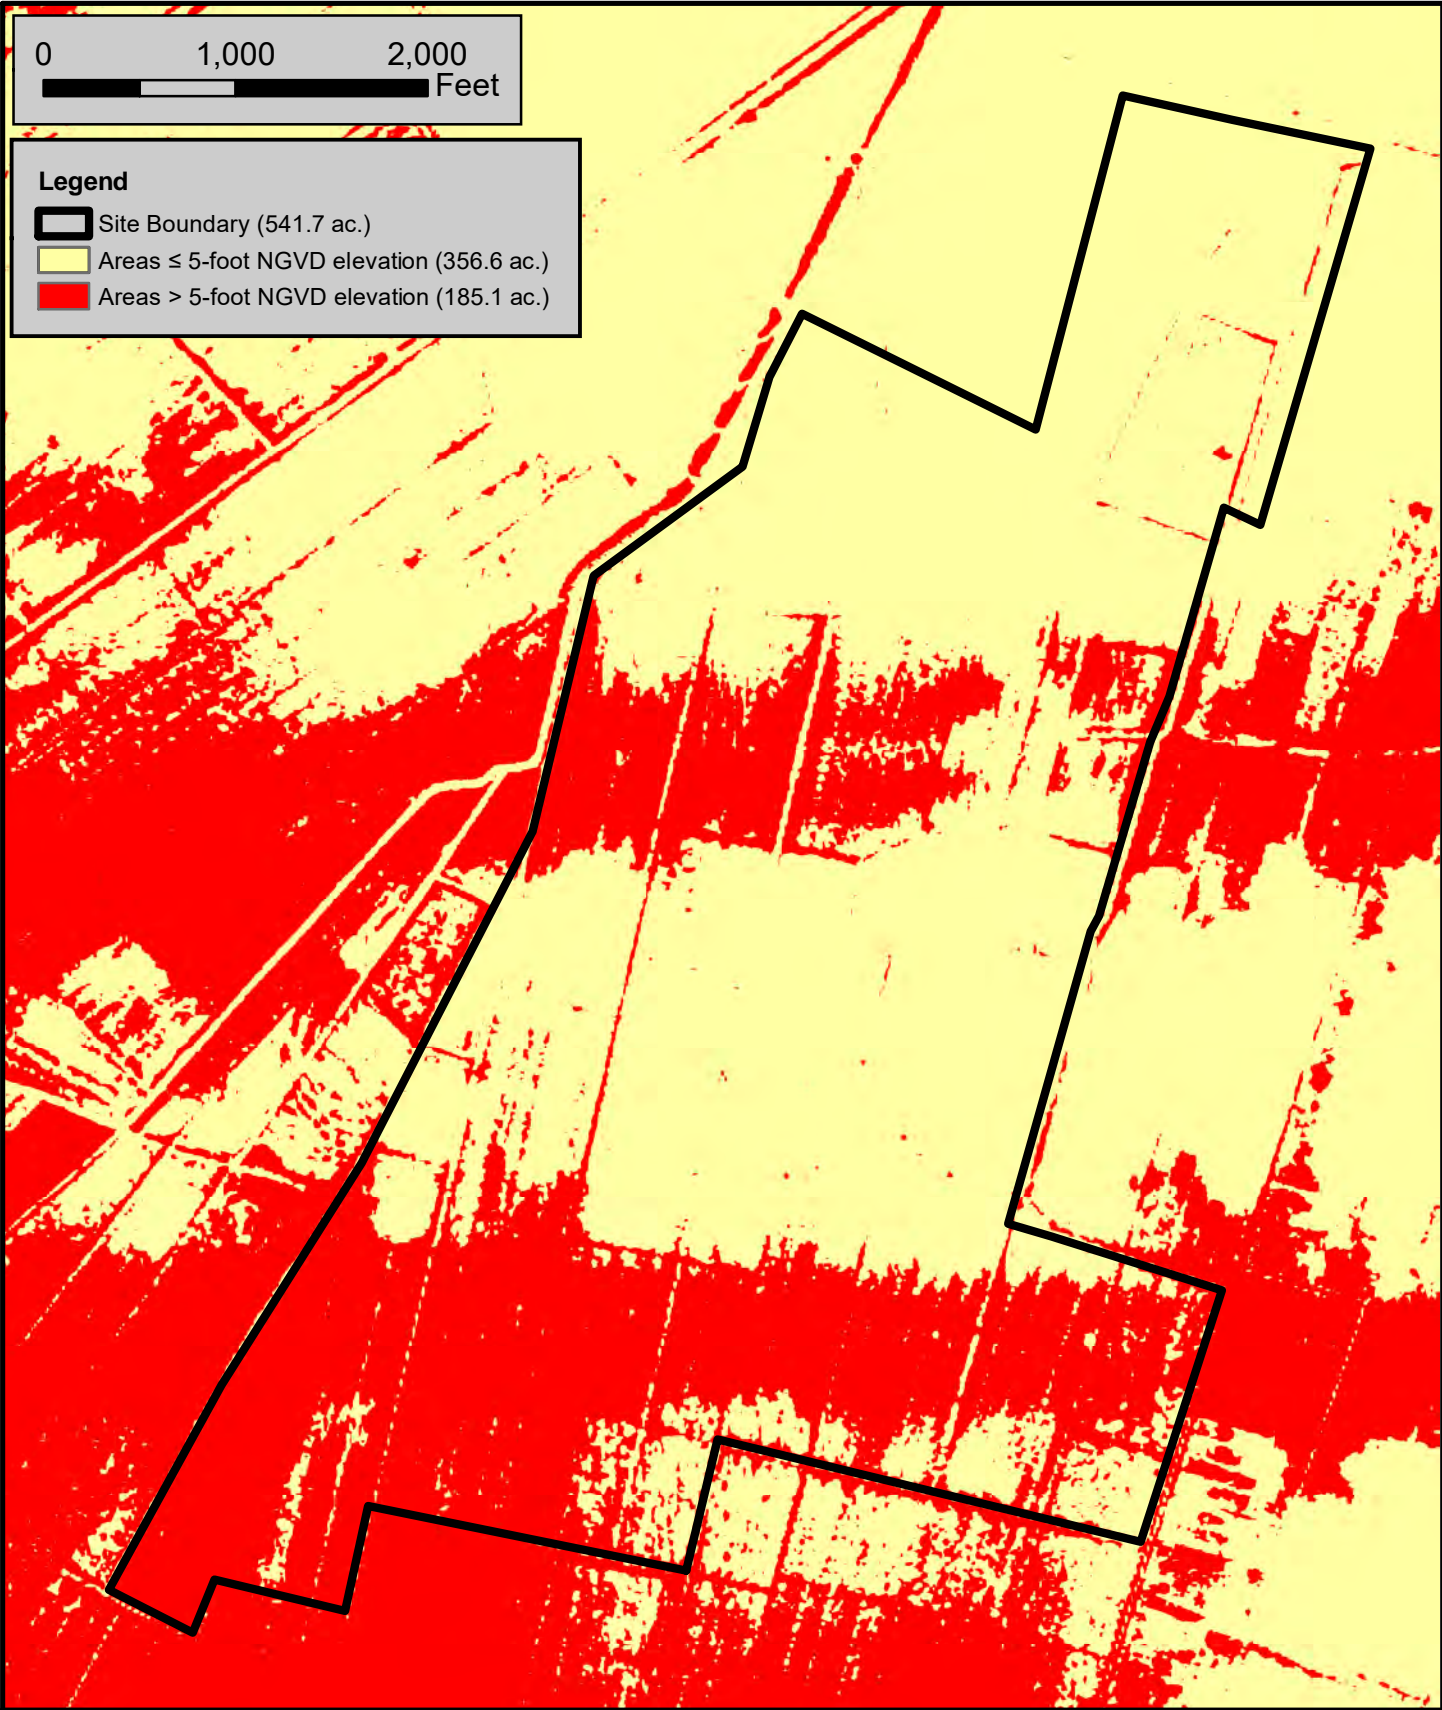 0 1,000 2,000
Feet
Legend
Site Boundary (541.7 ac.)
Areas ≤ 5-foot NGVD elevation (356.6 ac.)
Areas > 5-foot NGVD elevation (185.1 ac.)